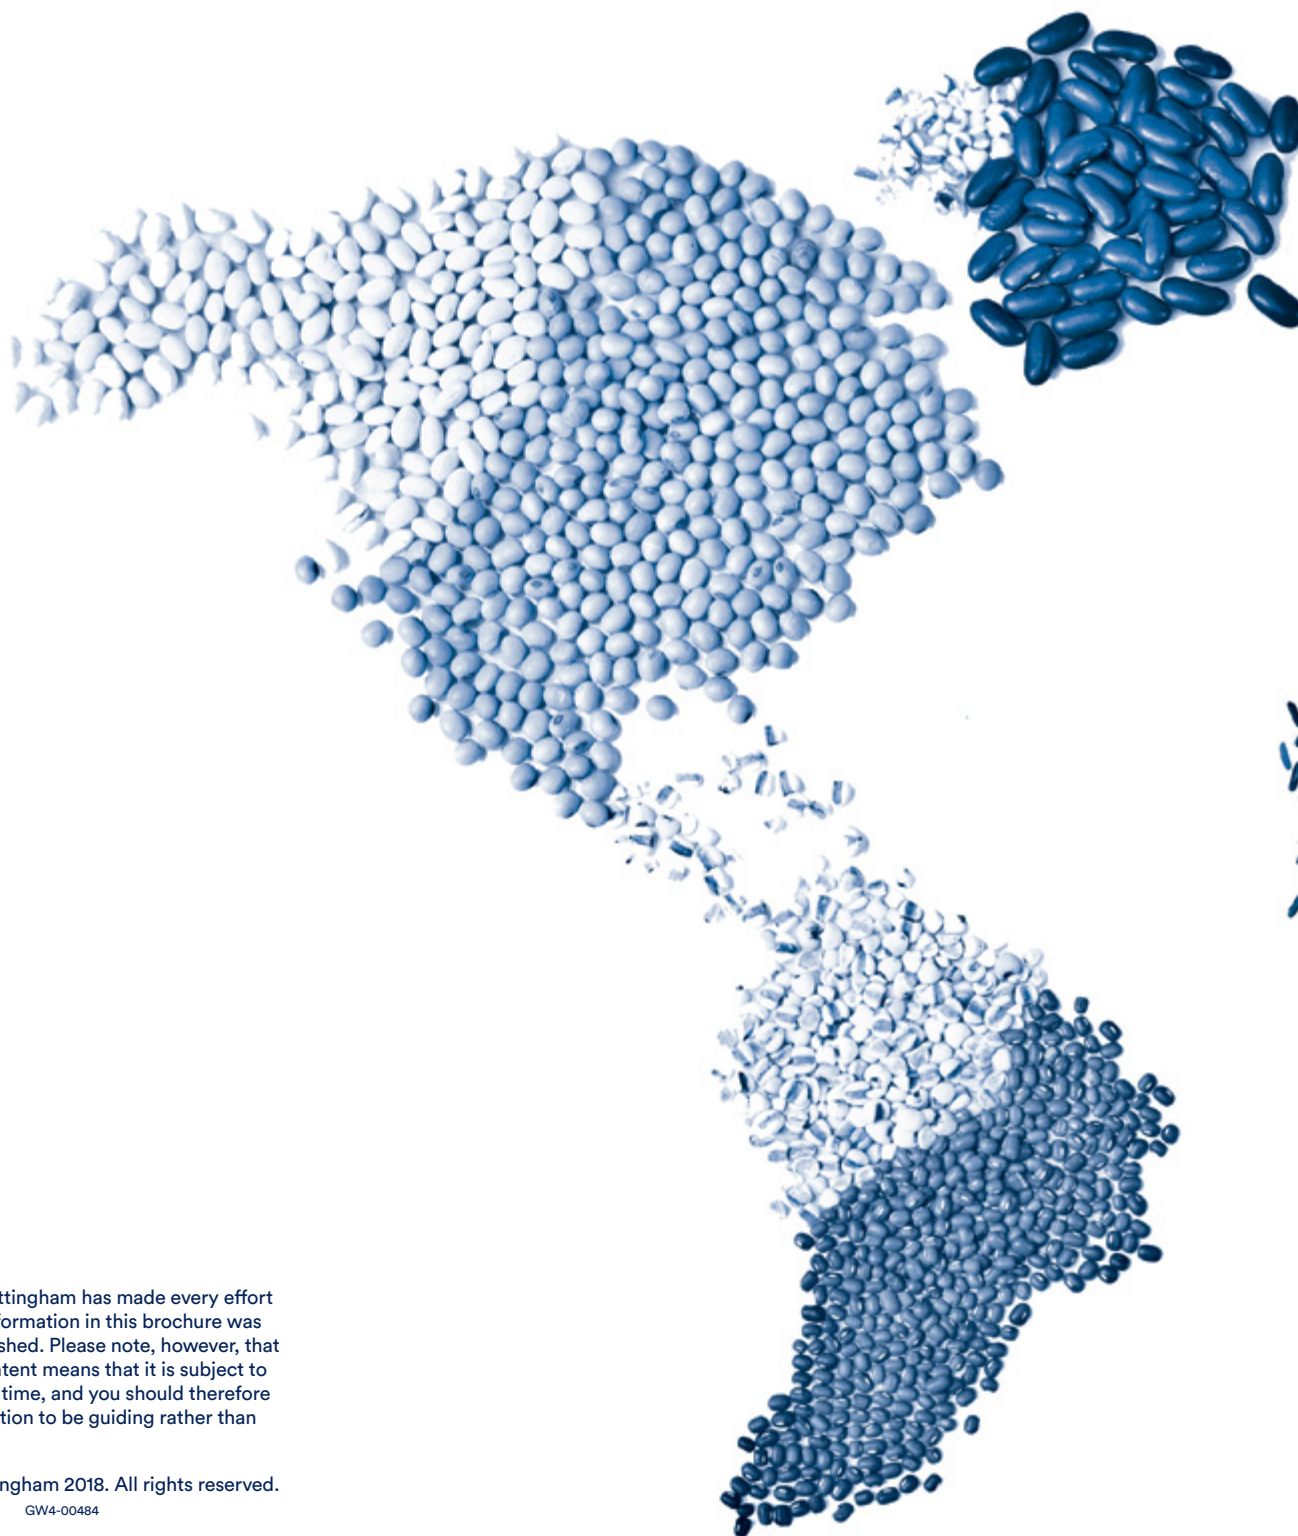 ttingham has made every effort
formation in this brochure was
shed. Please note, however, that
ntent means that it is subject to
time, and you should therefore
tion to be guiding rather than
ngham 2018. All rights reserved.
GW4-00484